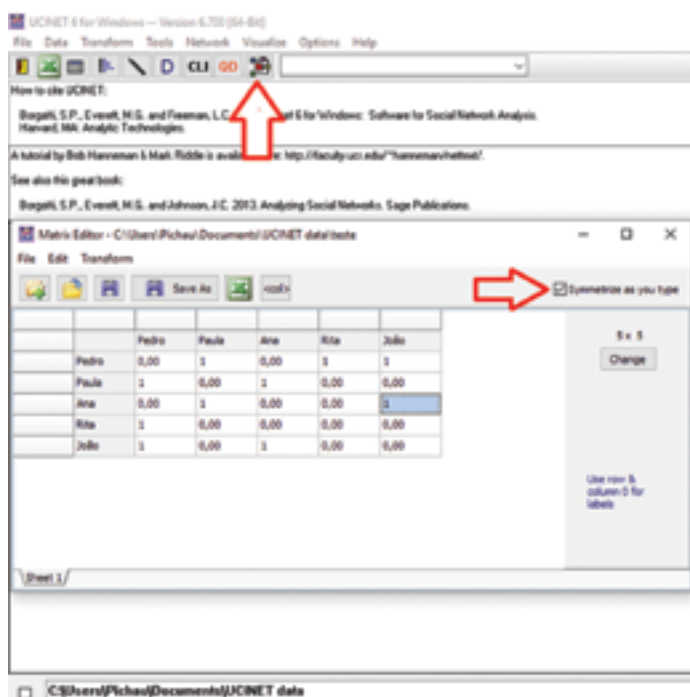 UCINET 6 for Windows -- Version 6.700 (64-Bit)
File Data Transform Tools Network Visualize Options Help
D CLI GO
How to cite UCINET:
Borgatti, S.P., Everett, M.G. and Freeman, L.C. 6 for Windows: Software for Social Network Analysis.
Harvard, MA: Analytic Technologies.
A tutorial by Bob Hanneman & Mark Riddle is available http://faculty.ucr.edu/~hanneman/nettext/.
See also this great book:
Borgatti, S.P., Everett, M.G. and Johnson, J.C. 2013. Analyzing Social Networks. Sage Publications.
Matrix Editor - C:\Users\Pichau\Documents\UCINET data\teste
File Edit Transform
Save As <col> Symmetrize as you type
Pedro Paula Ana Rita João
Pedro 0,00 1 0,00 1 1
Paula 1 0,00 1 0,00 0,00
Ana 0,00 1 0,00 0,00 1
Rita 1 0,00 0,00 0,00 0,00
João 1 0,00 1 0,00 0,00
5 x 5
Change
Use row &
column 0 for
labels
Sheet 1
C:\Users\Pichau\Documents\UCINET data